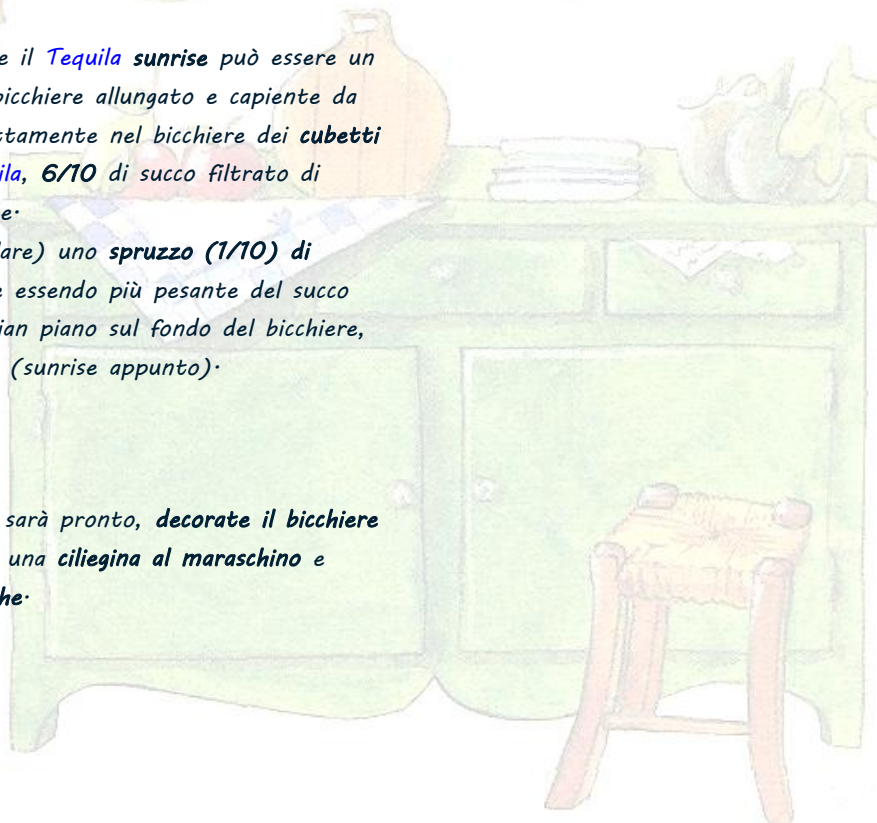 e il Tequila sunrise può essere un
bicchiere allungato e capiente da
ttamente nel bicchiere dei cubetti
ila, 6/10 di succo filtrato di
e.
lare) uno spruzzo (1/10) di
e essendo più pesante del succo
ian piano sul fondo del bicchiere,
(sunrise appunto).
sarà pronto, decorate il bicchiere
una ciliegina al maraschino e
he.